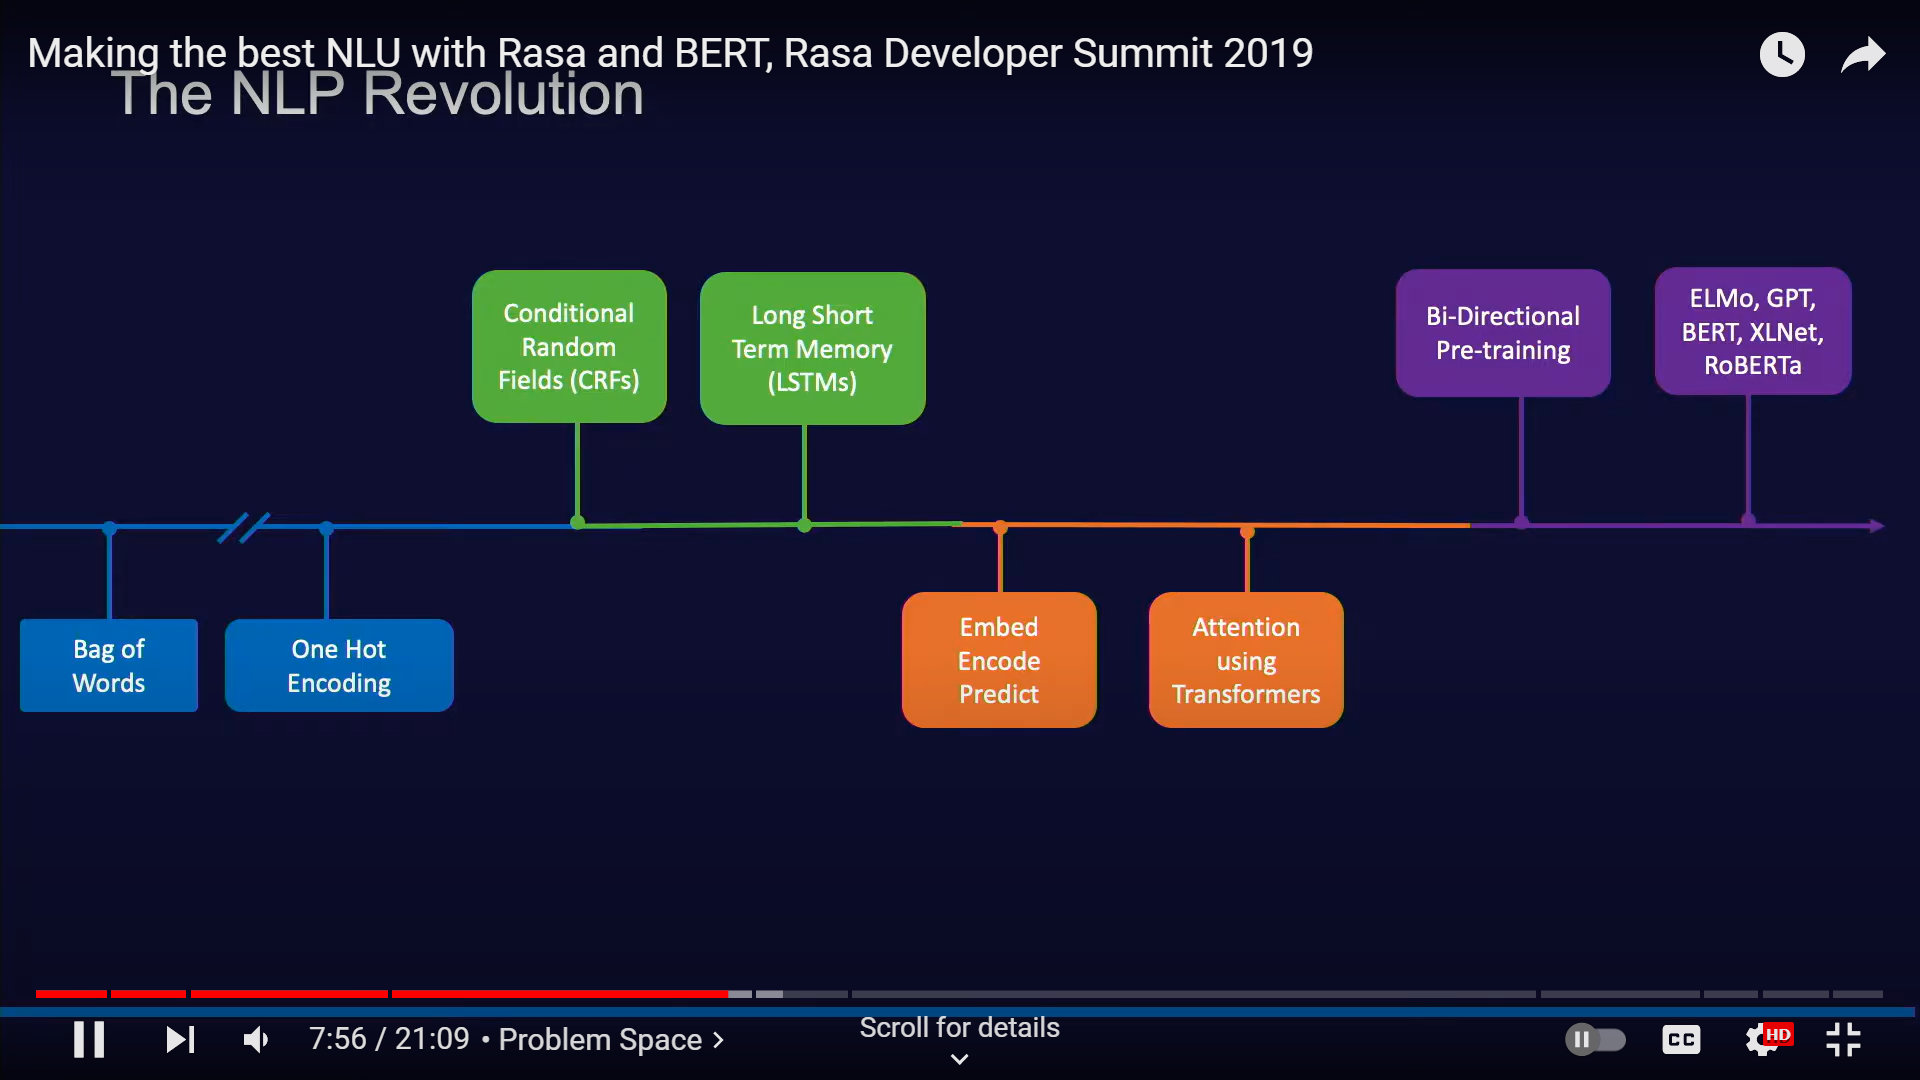 Making the best NLU with Rasa and BERT, Rasa Developer Summit 2019
The NLP Revolution
Conditional
Random
Fields (CRFs)
Long Short
Term Memory
(LSTMs)
Bi-Directional
Pre-training
ELMo, GPT,
BERT, XLNet,
RoBERTa
Bag of
Words
One Hot
Encoding
Embed
Encode
Predict
Attention
using
Transformers
7:56 / 21:09 • Problem Space >
Scroll for details
CC
HD